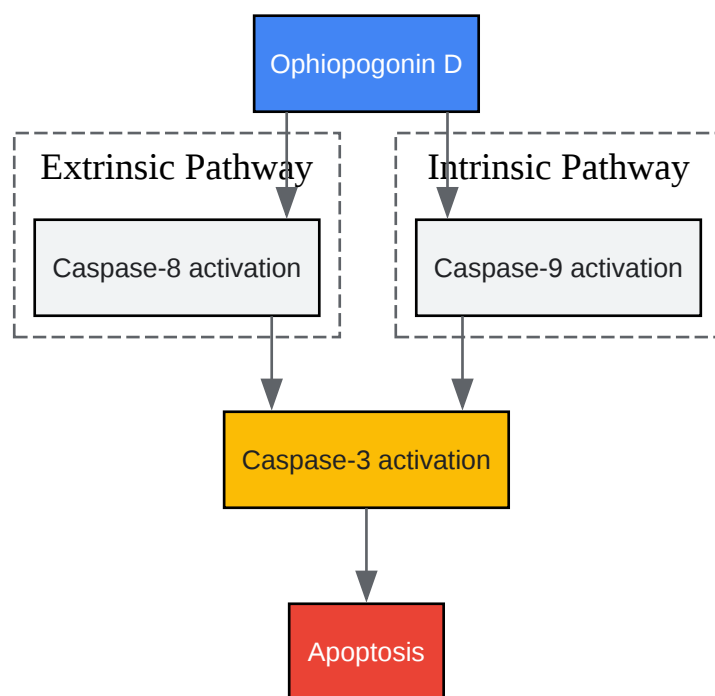 Ophiopogonin D
Extrinsic Pathway
Intrinsic Pathway
Caspase-8 activation
Caspase-9 activation
Caspase-3 activation
Apoptosis